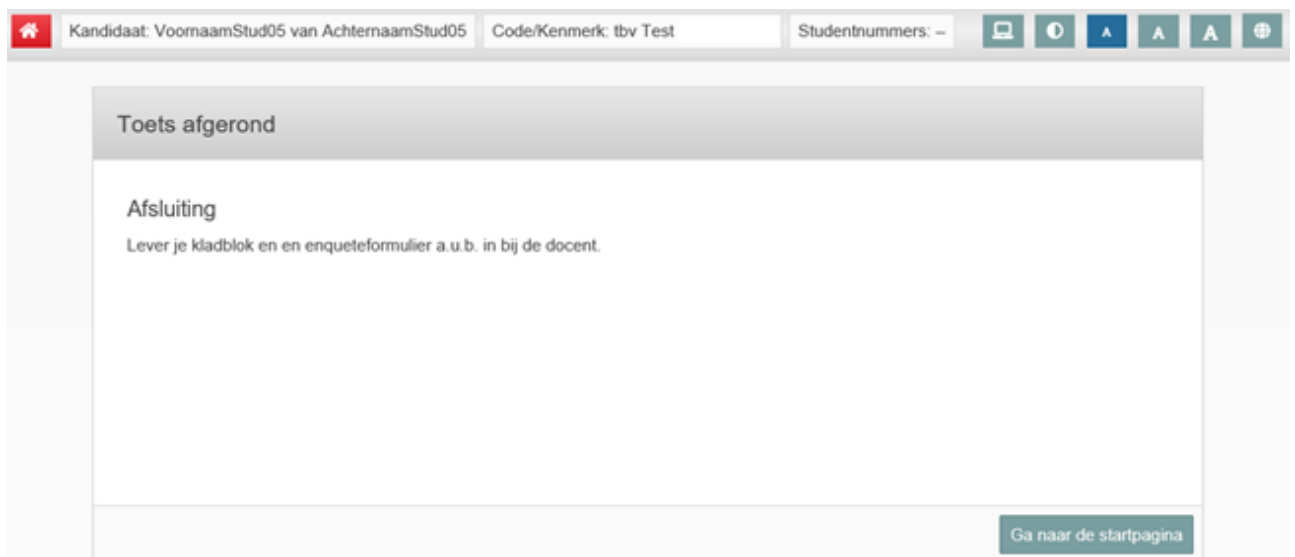 Kandidaat: VoornaamStud05 van AchternaamStud05 Code/Kenmerk: tbv Test Studentnummers: – A A A
Toets afgerond
Afsluiting
Lever je kladblok en en enqueteformulier a.u.b. in bij de docent.
Ga naar de startpagina